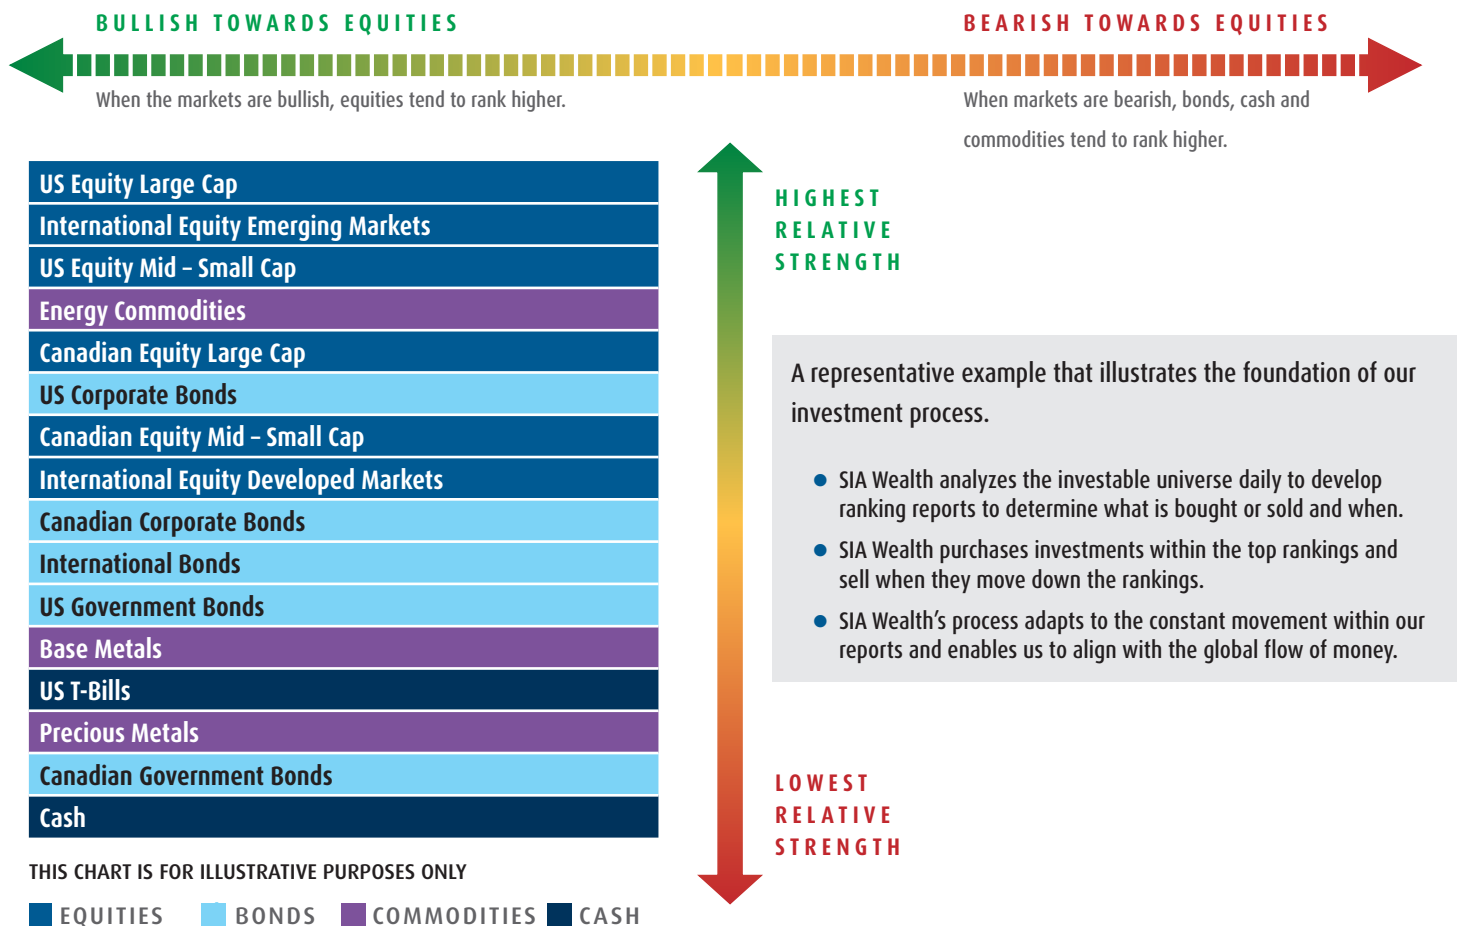 BULLISH TOWARDS EQUITIES
When the markets are bullish, equities tend to rank higher.
BEARISH TOWARDS EQUITIES
When markets are bearish, bonds, cash and
commodities tend to rank higher.
US Equity Large Cap
International Equity Emerging Markets
US Equity Mid – Small Cap
Energy Commodities
Canadian Equity Large Cap
US Corporate Bonds
Canadian Equity Mid – Small Cap
International Equity Developed Markets
Canadian Corporate Bonds
International Bonds
US Government Bonds
Base Metals
US T-Bills
Precious Metals
Canadian Government Bonds
Cash
THIS CHART IS FOR ILLUSTRATIVE PURPOSES ONLY
EQUITIES BONDS COMMODITIES CASH
HIGHEST
RELATIVE
STRENGTH
LOWEST
RELATIVE
STRENGTH
A representative example that illustrates the foundation of our
investment process.
● SIA Wealth analyzes the investable universe daily to develop
ranking reports to determine what is bought or sold and when.
● SIA Wealth purchases investments within the top rankings and
sell when they move down the rankings.
● SIA Wealth’s process adapts to the constant movement within our
reports and enables us to align with the global flow of money.